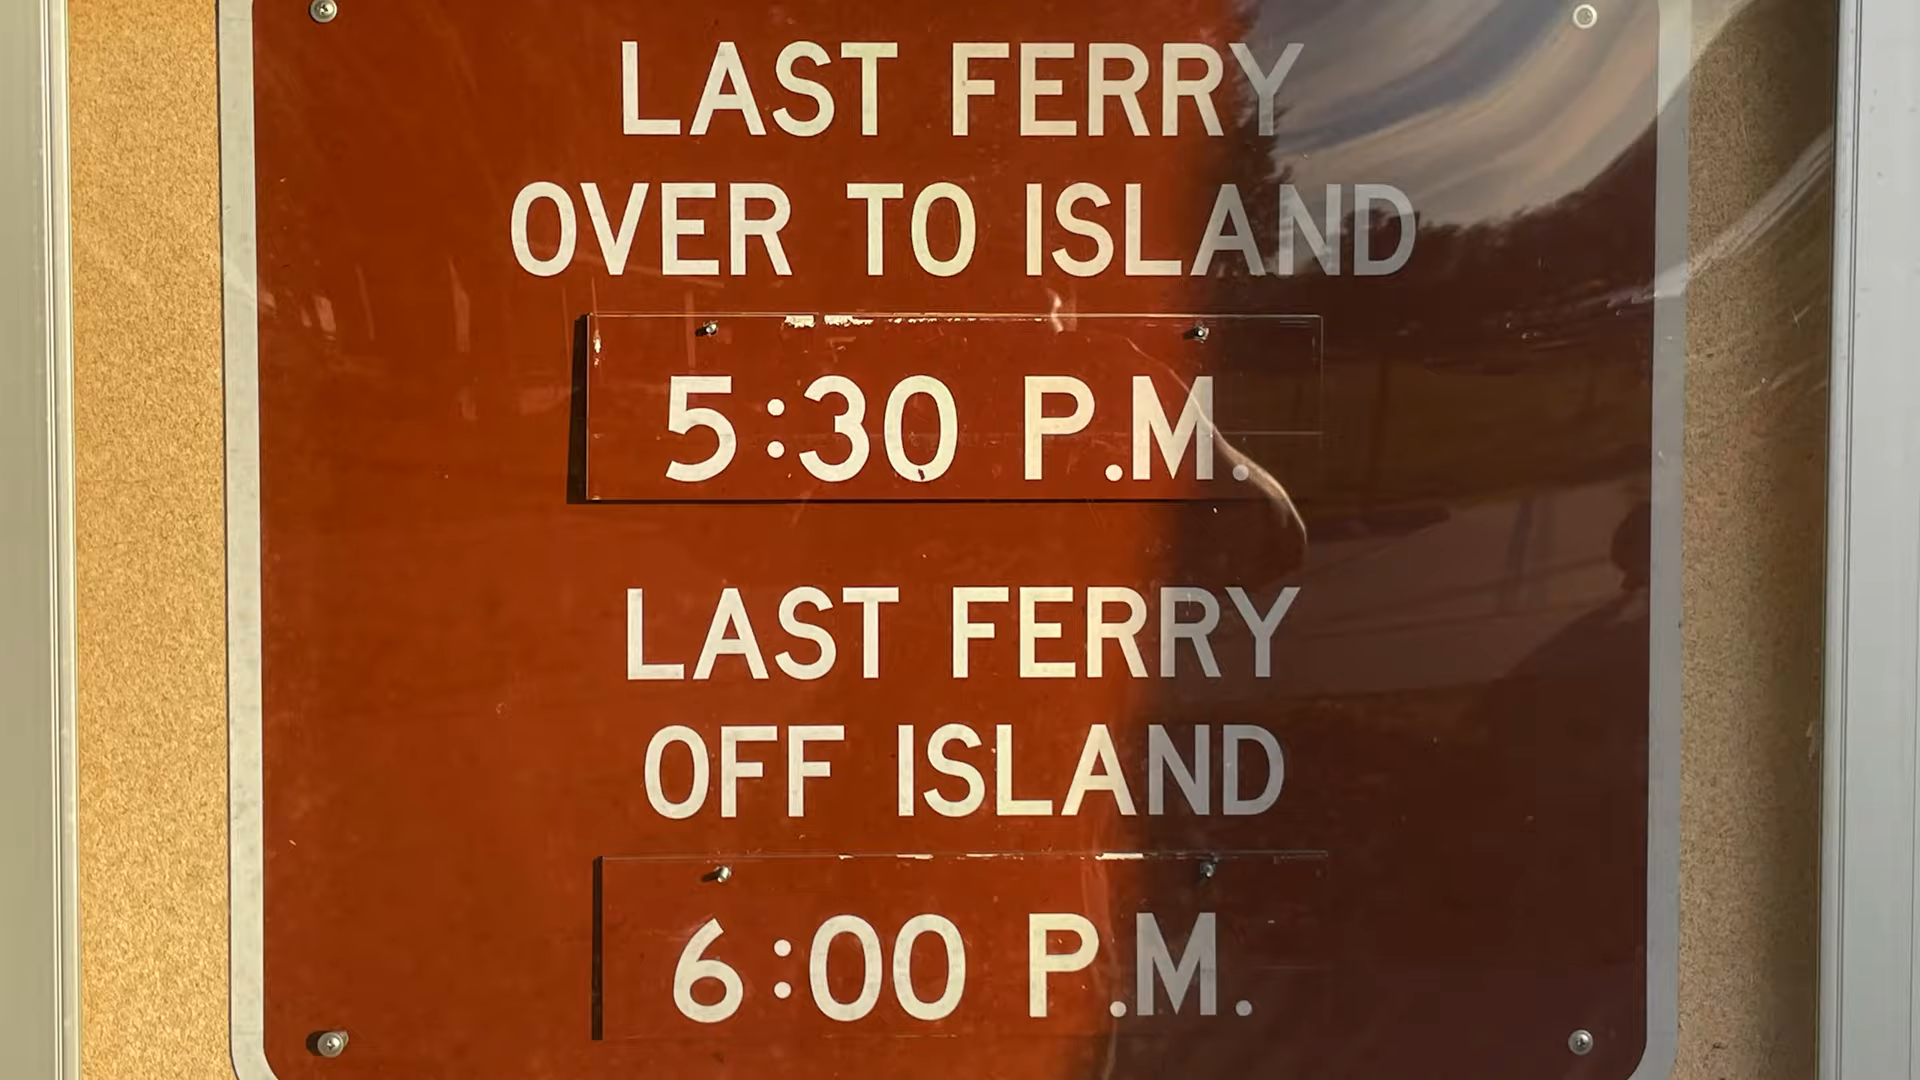 LAST FERRY
OVER TO ISLAND
5:30 P.M.
LAST FERRY
OFF ISLAND
6:00 P.M.